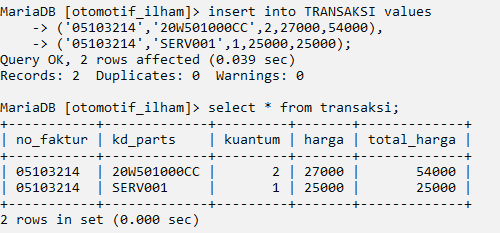 MariaDB [otomotif_ilham]> insert into TRANSAKSI values
    -> ('05103214','20W501000CC',2,27000,54000),
    -> ('05103214','SERV001',1,25000,25000);
Query OK, 2 rows affected (0.039 sec)
Records: 2  Duplicates: 0  Warnings: 0

MariaDB [otomotif_ilham]> select * from transaksi;
+-----------+-------------+---------+-------+-------------+
| no_faktur | kd_parts    | kuantum | harga | total_harga |
+-----------+-------------+---------+-------+-------------+
| 05103214  | 20W501000CC |       2 | 27000 |       54000 |
| 05103214  | SERV001     |       1 | 25000 |       25000 |
+-----------+-------------+---------+-------+-------------+
2 rows in set (0.000 sec)